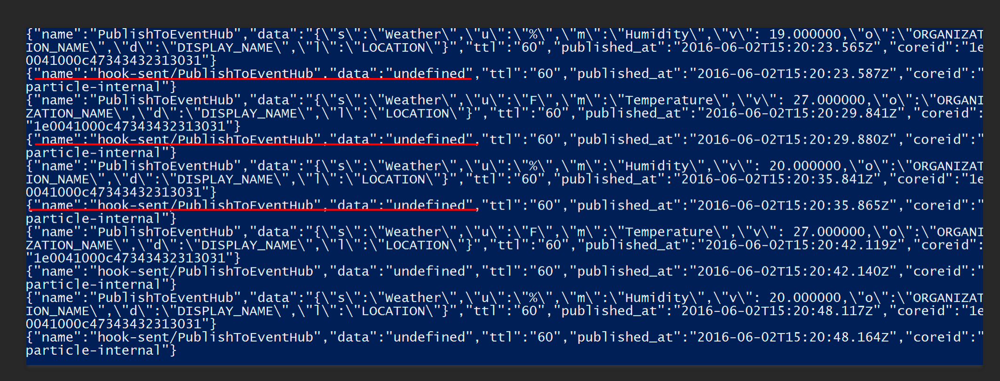 {"name":"PublishToEventHub","data":"{\"s\":\"Weather\",\"u\":\"%\",\"m\":\"Humidity\",\"v\": 19.000000,\"o\":\"ORGANIZAT
ION_NAME\",\"d\":\"DISPLAY_NAME\",\"l\":\"LOCATION\"}","ttl":"60","published_at":"2016-06-02T15:20:23.565Z","coreid":"1e
0041000c47343432313031"}
{"name":"hook-sent/PublishToEventHub","data":"undefined","ttl":"60","published_at":"2016-06-02T15:20:23.587Z","coreid":"
particle-internal"}
{"name":"PublishToEventHub","data":"{\"s\":\"Weather\",\"u\":\"F\",\"m\":\"Temperature\",\"v\": 27.000000,\"o\":\"ORGANI
ZATION_NAME\",\"d\":\"DISPLAY_NAME\",\"l\":\"LOCATION\"}","ttl":"60","published_at":"2016-06-02T15:20:29.841Z","coreid":
"1e0041000c47343432313031"}
{"name":"hook-sent/PublishToEventHub","data":"undefined","ttl":"60","published_at":"2016-06-02T15:20:29.880Z","coreid":"
particle-internal"}
{"name":"PublishToEventHub","data":"{\"s\":\"Weather\",\"u\":\"%\",\"m\":\"Humidity\",\"v\": 20.000000,\"o\":\"ORGANIZAT
ION_NAME\",\"d\":\"DISPLAY_NAME\",\"l\":\"LOCATION\"}","ttl":"60","published_at":"2016-06-02T15:20:35.841Z","coreid":"1e
0041000c47343432313031"}
{"name":"hook-sent/PublishToEventHub","data":"undefined","ttl":"60","published_at":"2016-06-02T15:20:35.865Z","coreid":"
particle-internal"}
{"name":"PublishToEventHub","data":"{\"s\":\"Weather\",\"u\":\"F\",\"m\":\"Temperature\",\"v\": 27.000000,\"o\":\"ORGANI
ZATION_NAME\",\"d\":\"DISPLAY_NAME\",\"l\":\"LOCATION\"}","ttl":"60","published_at":"2016-06-02T15:20:42.119Z","coreid":
"1e0041000c47343432313031"}
{"name":"hook-sent/PublishToEventHub","data":"undefined","ttl":"60","published_at":"2016-06-02T15:20:42.140Z","coreid":"
particle-internal"}
{"name":"PublishToEventHub","data":"{\"s\":\"Weather\",\"u\":\"%\",\"m\":\"Humidity\",\"v\": 20.000000,\"o\":\"ORGANIZAT
ION_NAME\",\"d\":\"DISPLAY_NAME\",\"l\":\"LOCATION\"}","ttl":"60","published_at":"2016-06-02T15:20:48.117Z","coreid":"1e
0041000c47343432313031"}
{"name":"hook-sent/PublishToEventHub","data":"undefined","ttl":"60","published_at":"2016-06-02T15:20:48.164Z","coreid":"
particle-internal"}